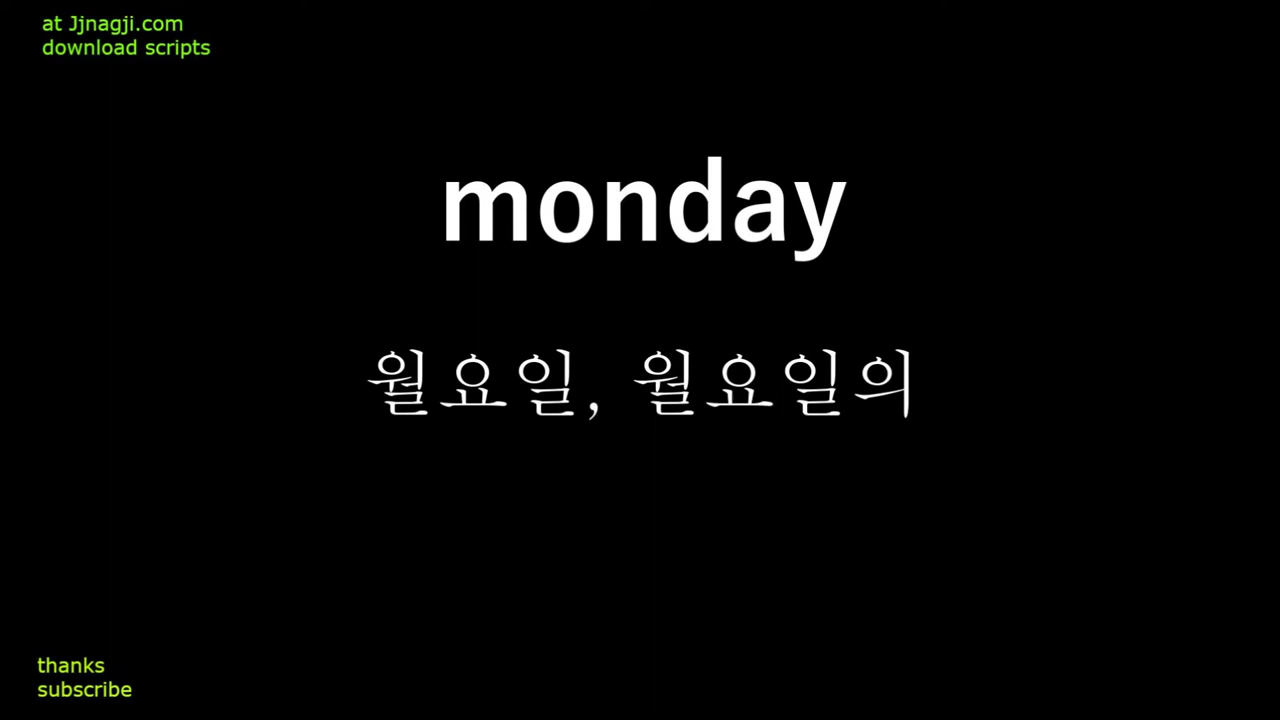 at Jjnagji.com
download scripts
monday
월요일, 월요일의
thanks
subscribe